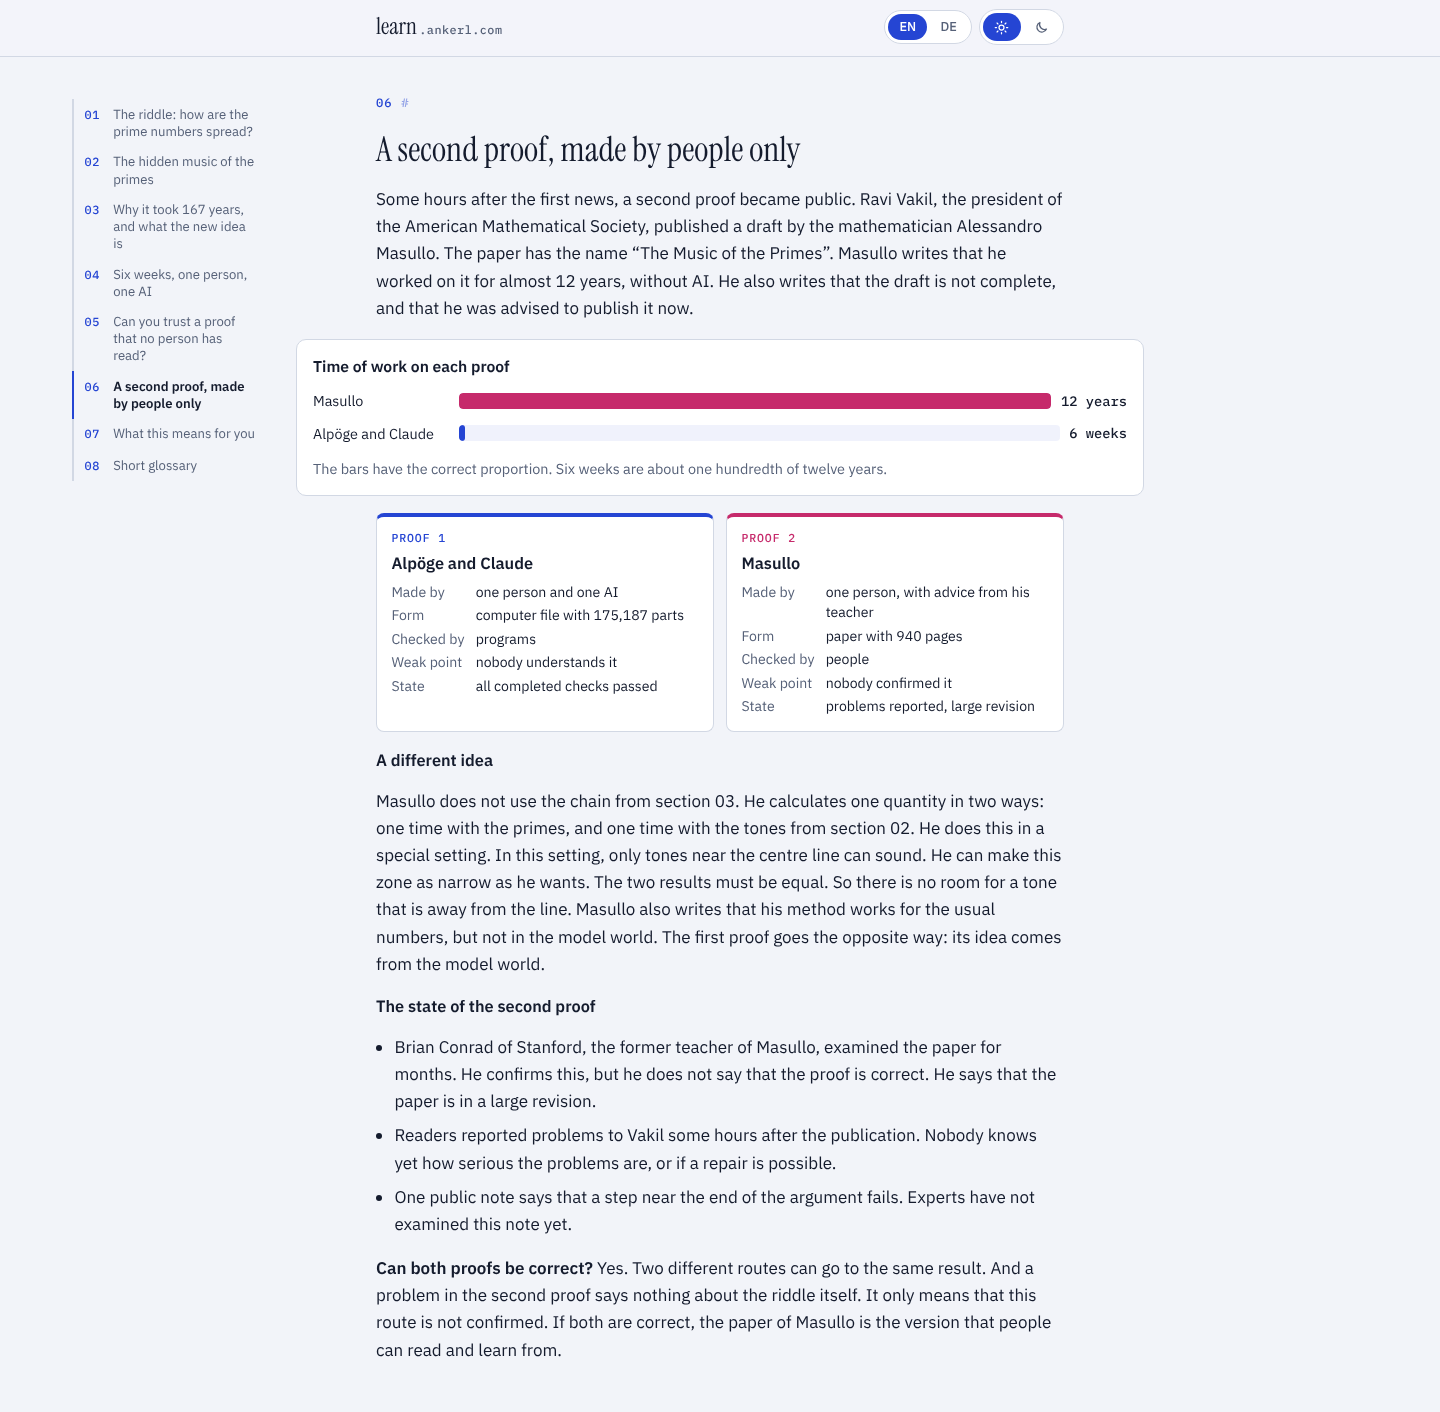 learn.ankerl.com
EN DE
01 The riddle: how are the
prime numbers spread?
02 The hidden music of the
primes
03 Why it took 167 years,
and what the new idea
is
04 Six weeks, one person,
one AI
05 Can you trust a proof
that no person has
read?
06 A second proof, made
by people only
07 What this means for you
08 Short glossary
06 #
A second proof, made by people only
Some hours after the first news, a second proof became public. Ravi Vakil, the president of
the American Mathematical Society, published a draft by the mathematician Alessandro
Masullo. The paper has the name “The Music of the Primes”. Masullo writes that he
worked on it for almost 12 years, without AI. He also writes that the draft is not complete,
and that he was advised to publish it now.
Time of work on each proof
Masullo 12 years
Alpöge and Claude 6 weeks
The bars have the correct proportion. Six weeks are about one hundredth of twelve years.
PROOF 1
Alpöge and Claude
Made by one person and one AI
Form computer file with 175,187 parts
Checked by programs
Weak point nobody understands it
State all completed checks passed
PROOF 2
Masullo
Made by one person, with advice from his
teacher
Form paper with 940 pages
Checked by people
Weak point nobody confirmed it
State problems reported, large revision
A different idea
Masullo does not use the chain from section 03. He calculates one quantity in two ways:
one time with the primes, and one time with the tones from section 02. He does this in a
special setting. In this setting, only tones near the centre line can sound. He can make this
zone as narrow as he wants. The two results must be equal. So there is no room for a tone
that is away from the line. Masullo also writes that his method works for the usual
numbers, but not in the model world. The first proof goes the opposite way: its idea comes
from the model world.
The state of the second proof
• Brian Conrad of Stanford, the former teacher of Masullo, examined the paper for
months. He confirms this, but he does not say that the proof is correct. He says that the
paper is in a large revision.
• Readers reported problems to Vakil some hours after the publication. Nobody knows
yet how serious the problems are, or if a repair is possible.
• One public note says that a step near the end of the argument fails. Experts have not
examined this note yet.
Can both proofs be correct? Yes. Two different routes can go to the same result. And a
problem in the second proof says nothing about the riddle itself. It only means that this
route is not confirmed. If both are correct, the paper of Masullo is the version that people
can read and learn from.